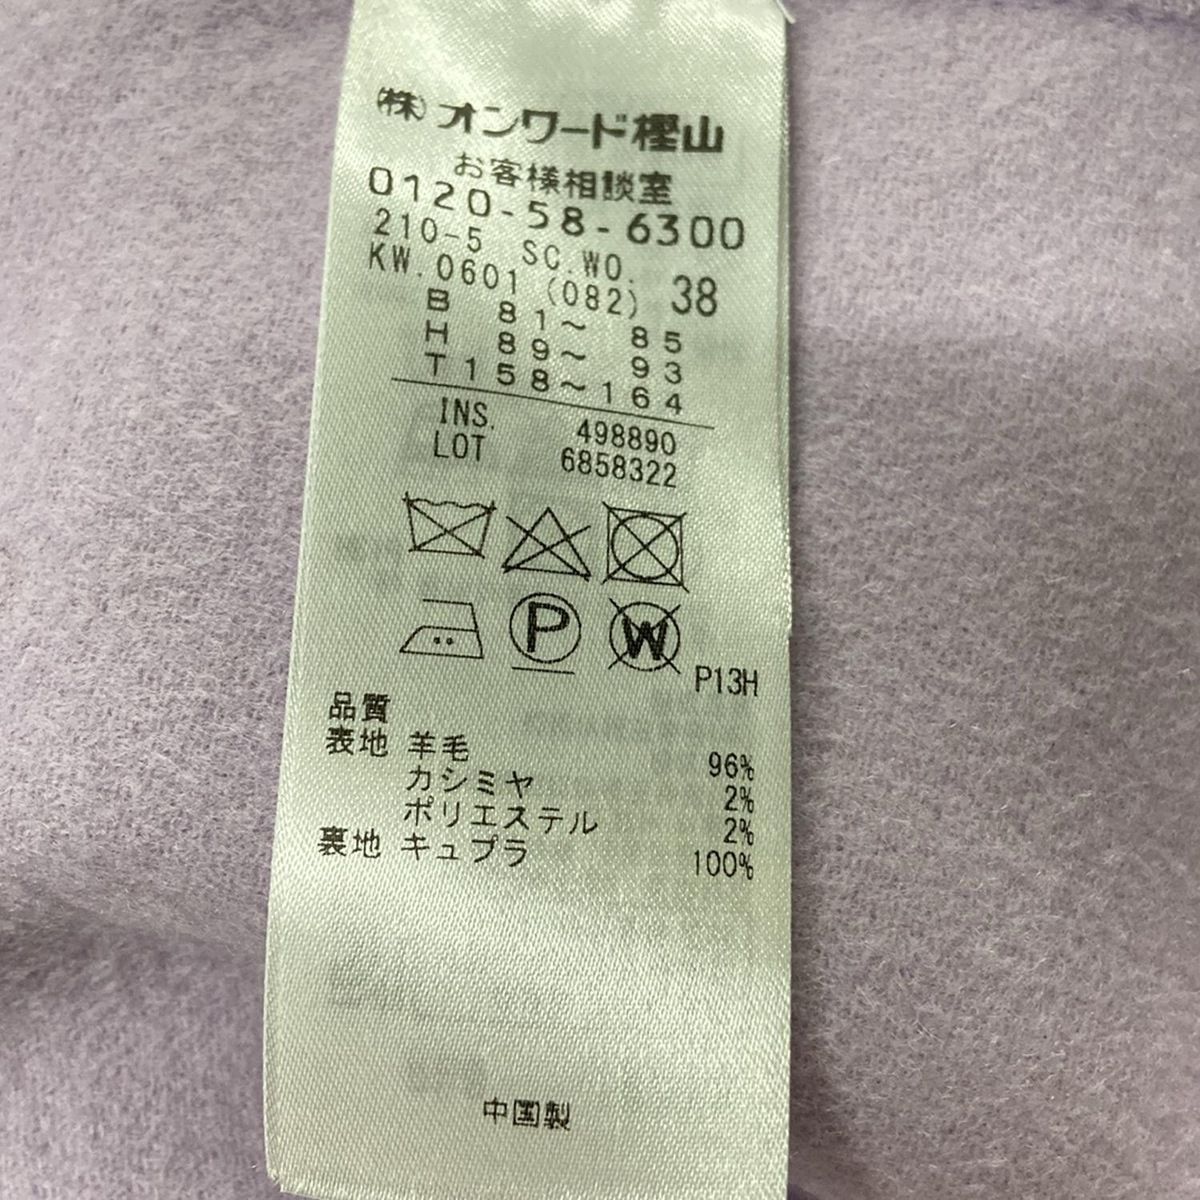 (株)オンワード樫山
お客様相談室
0120-58-6300
210-5 SC.WO.
KW.0601 (082) 38
B 81～ 85
H 89～ 93
T158～164
INS. 498890
LOT 6858322
P
W
P13H
品質
表地 羊毛 96%
カシミヤ 2%
ポリエステル 2%
裏地 キュプラ 100%
中国製